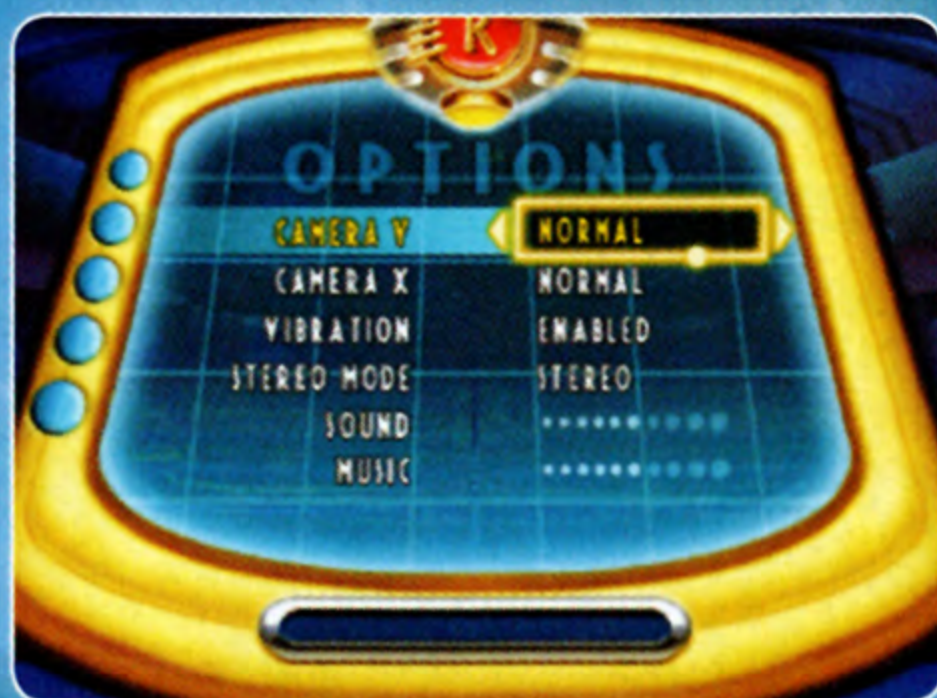 R
OPTIONS
CAMERA Y NORMAL
CAMERA X NORMAL
VIBRATION ENABLED
STEREO MODE STEREO
SOUND
MUSIC